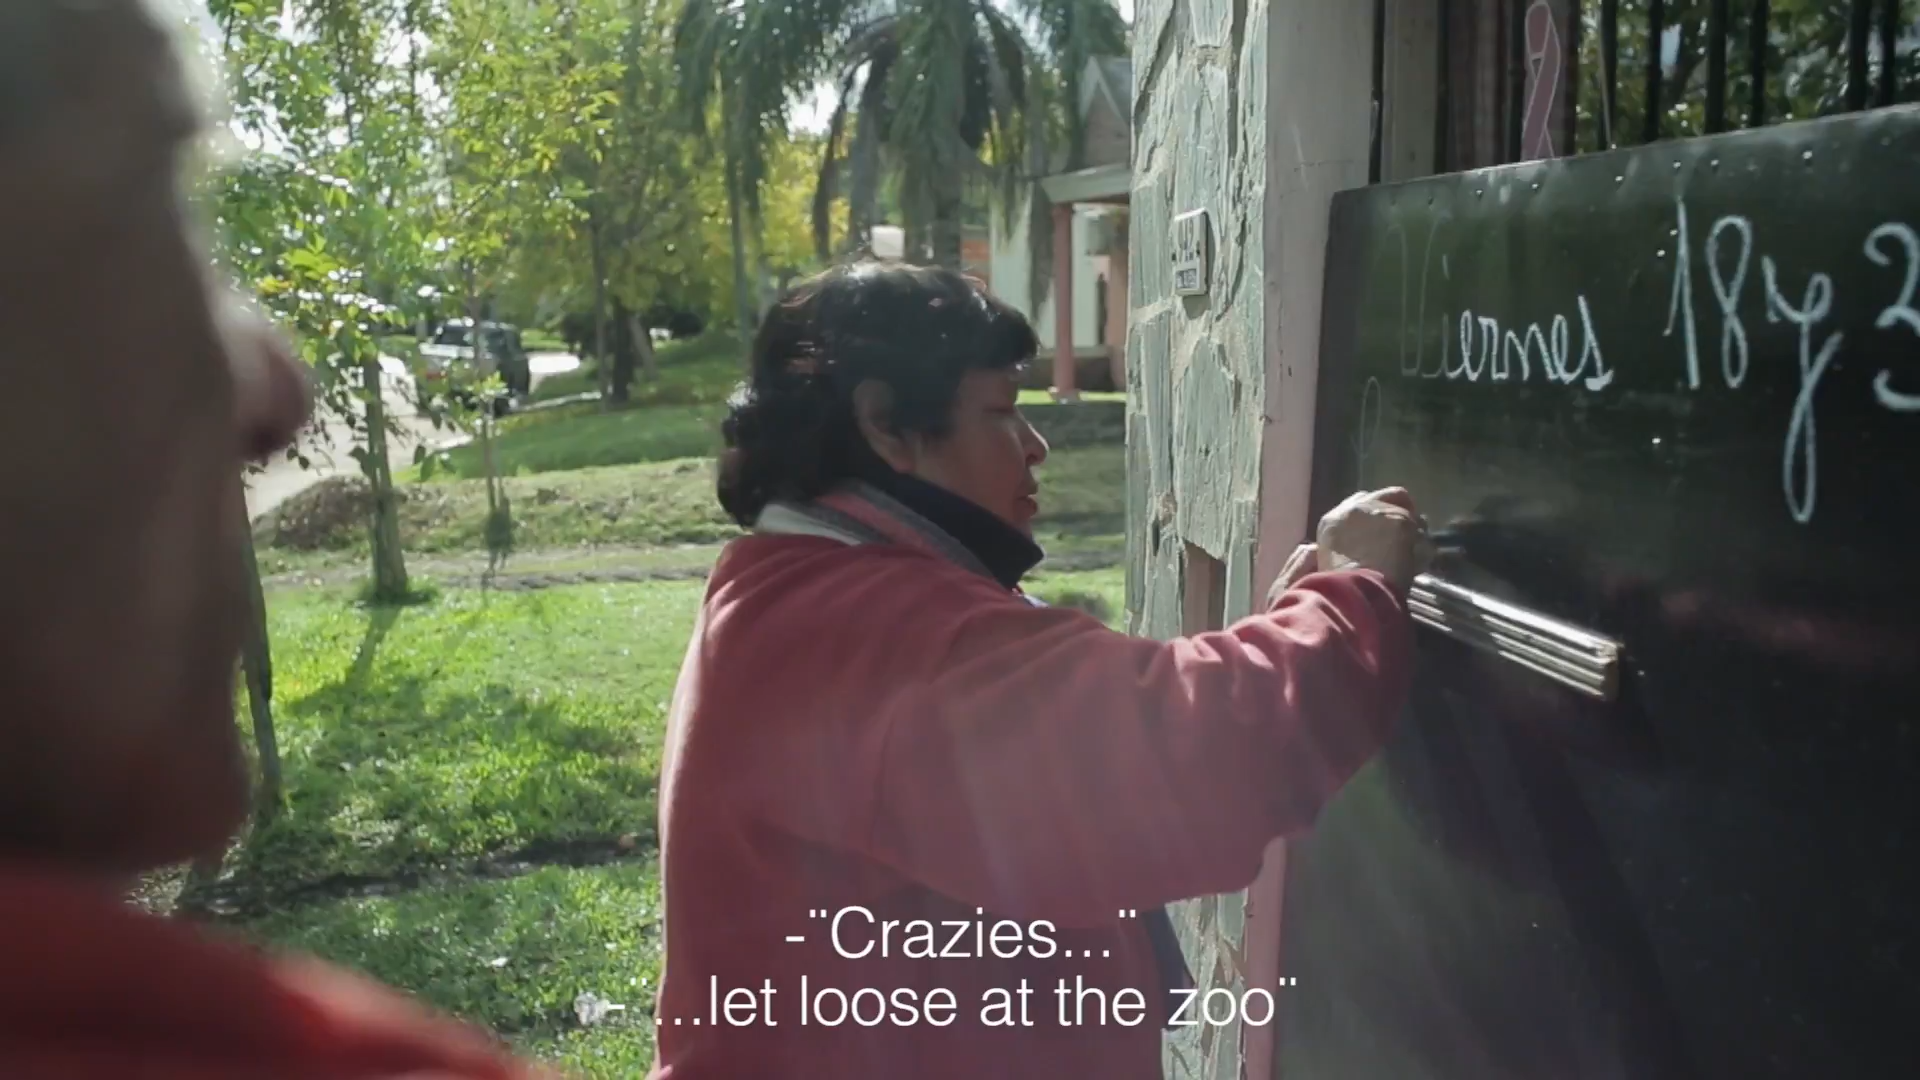 Viernes 18 y 3
-¨Crazies...¨
-¨...let loose at the zoo¨